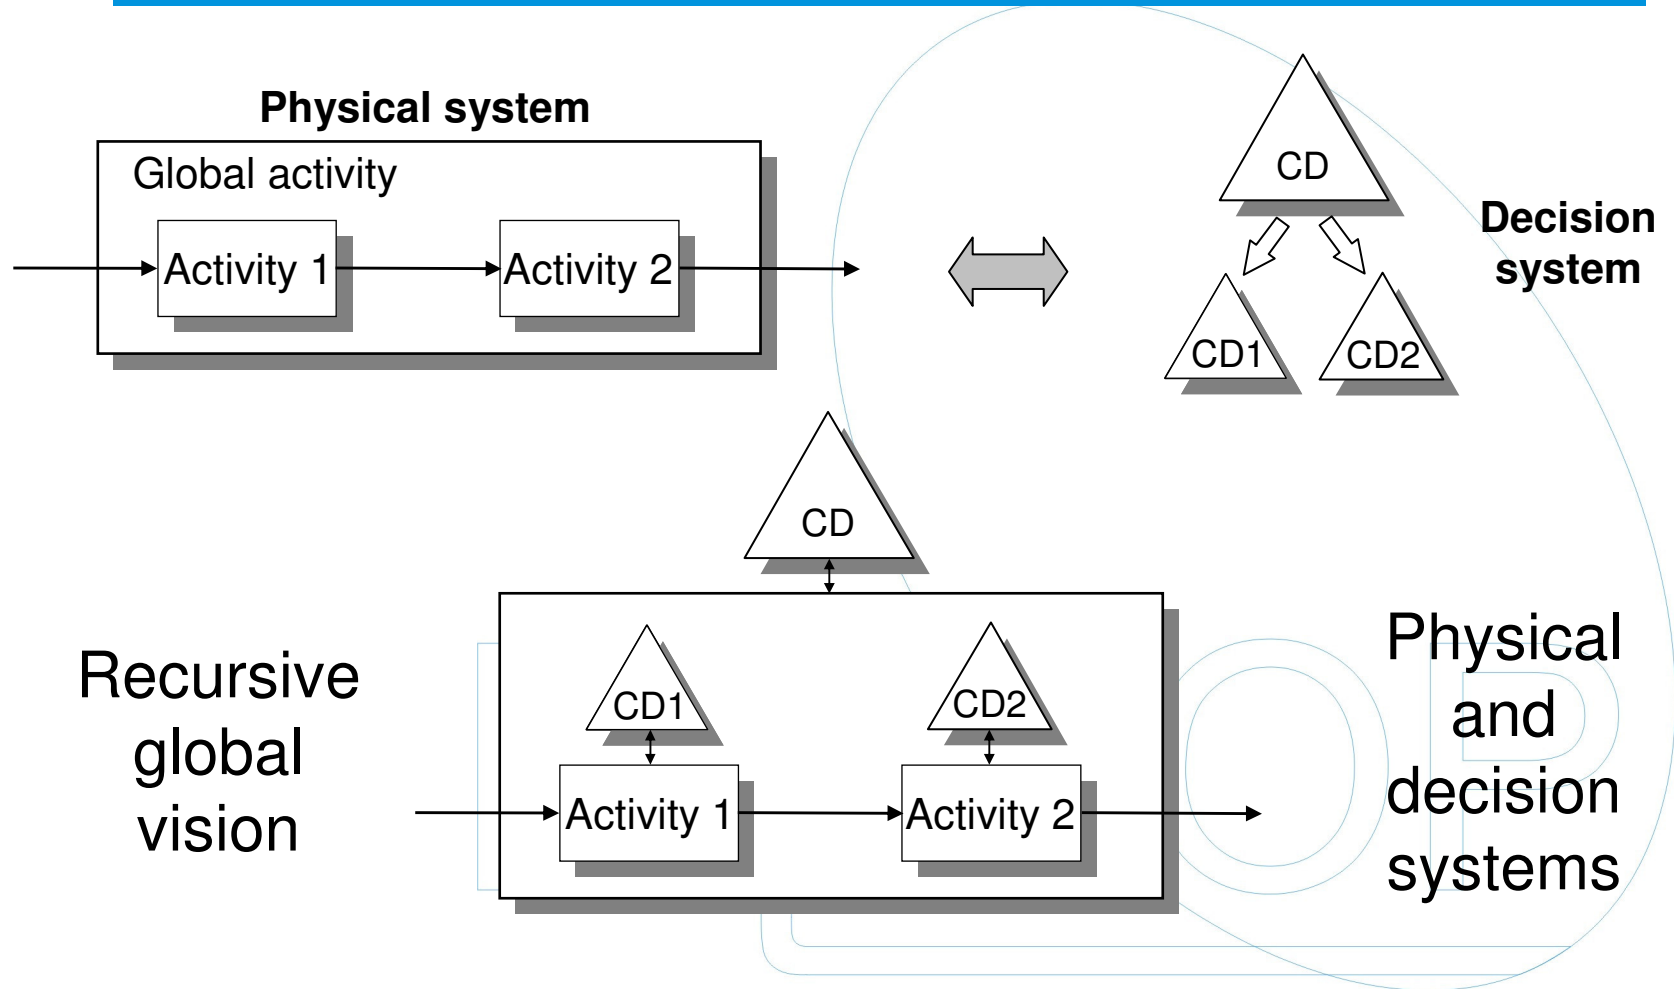 Physical system
Global activity
Activity 1
Activity 2
CD
CD1
CD2
Decision
system
CD
CD1
CD2
Activity 1
Activity 2
Recursive
global
vision
Physical
and
decision
systems